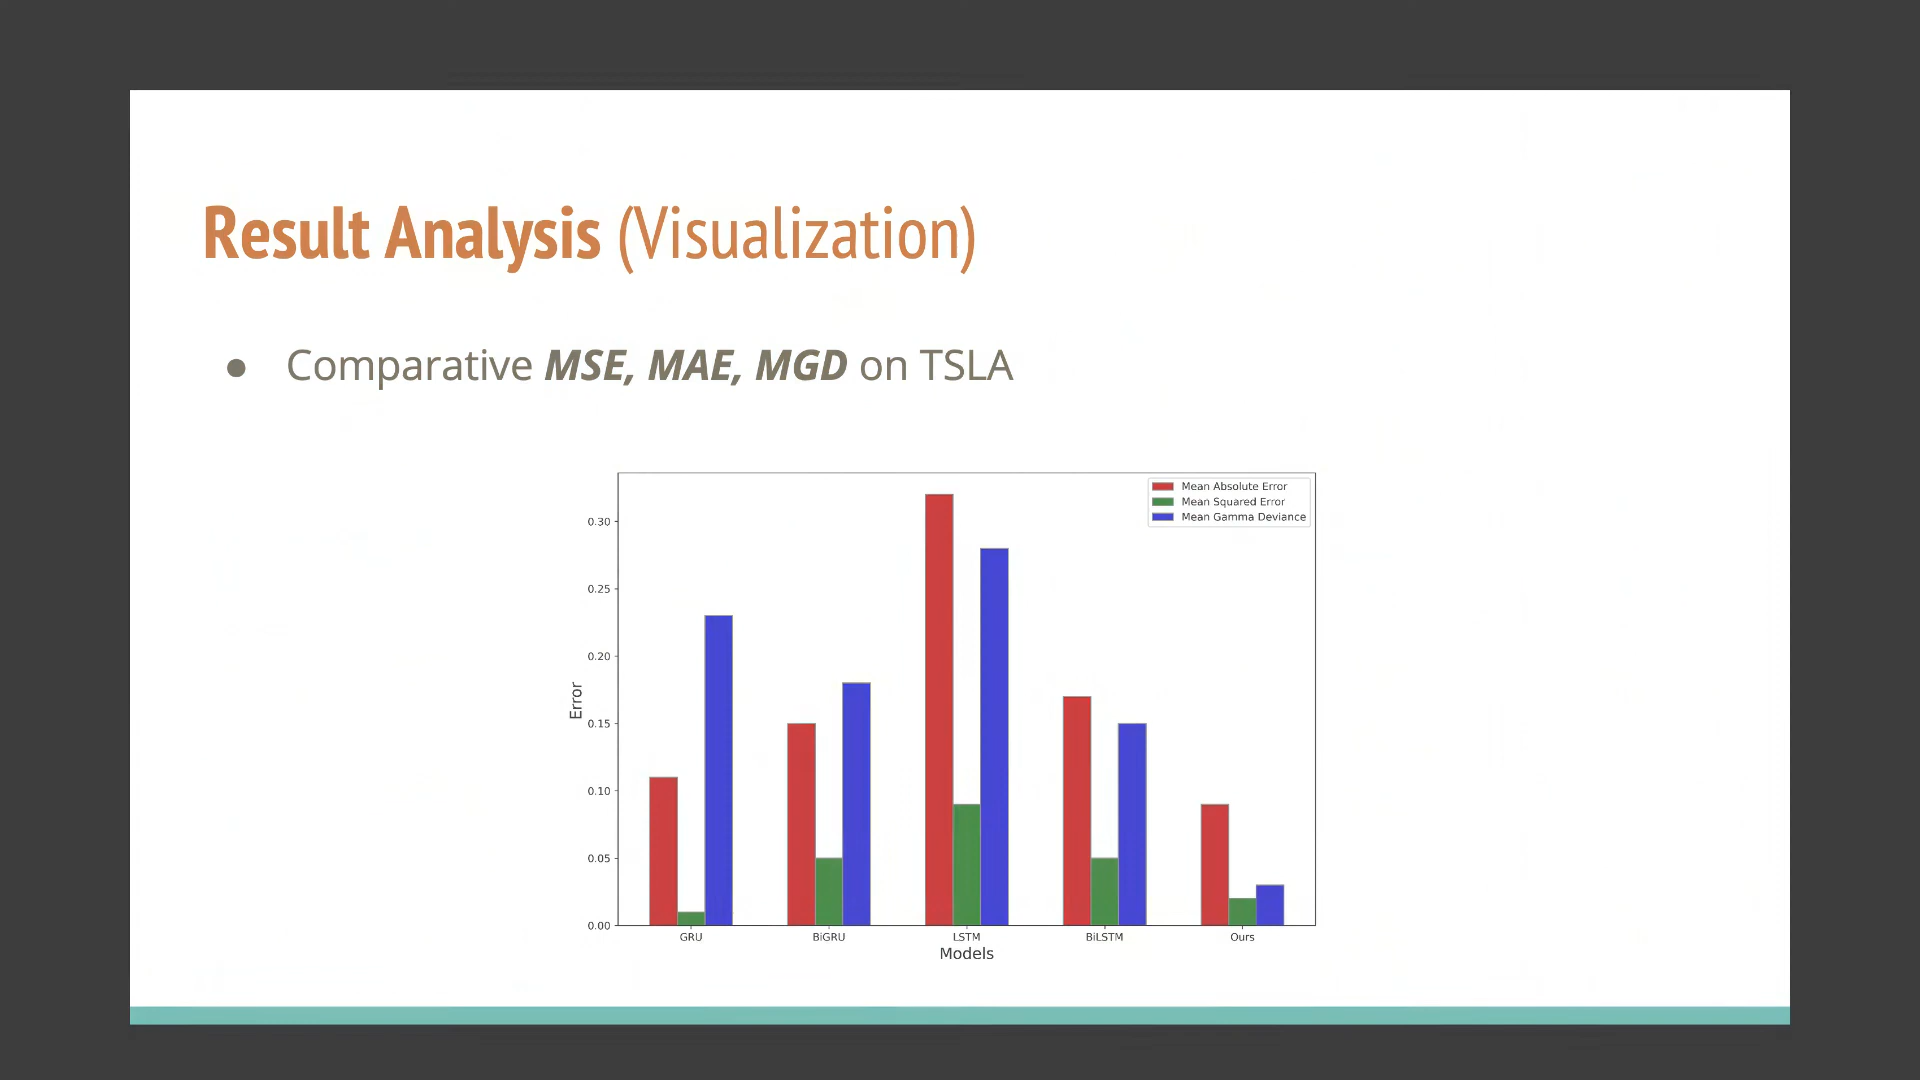 Result Analysis (Visualization)
● Comparative MSE, MAE, MGD on TSLA
Mean Absolute Error
Mean Squared Error
Mean Gamma Deviance
0.30
0.25
0.20
0.15
0.10
0.05
0.00
Error
GRU BiGRU LSTM BiLSTM Ours
Models